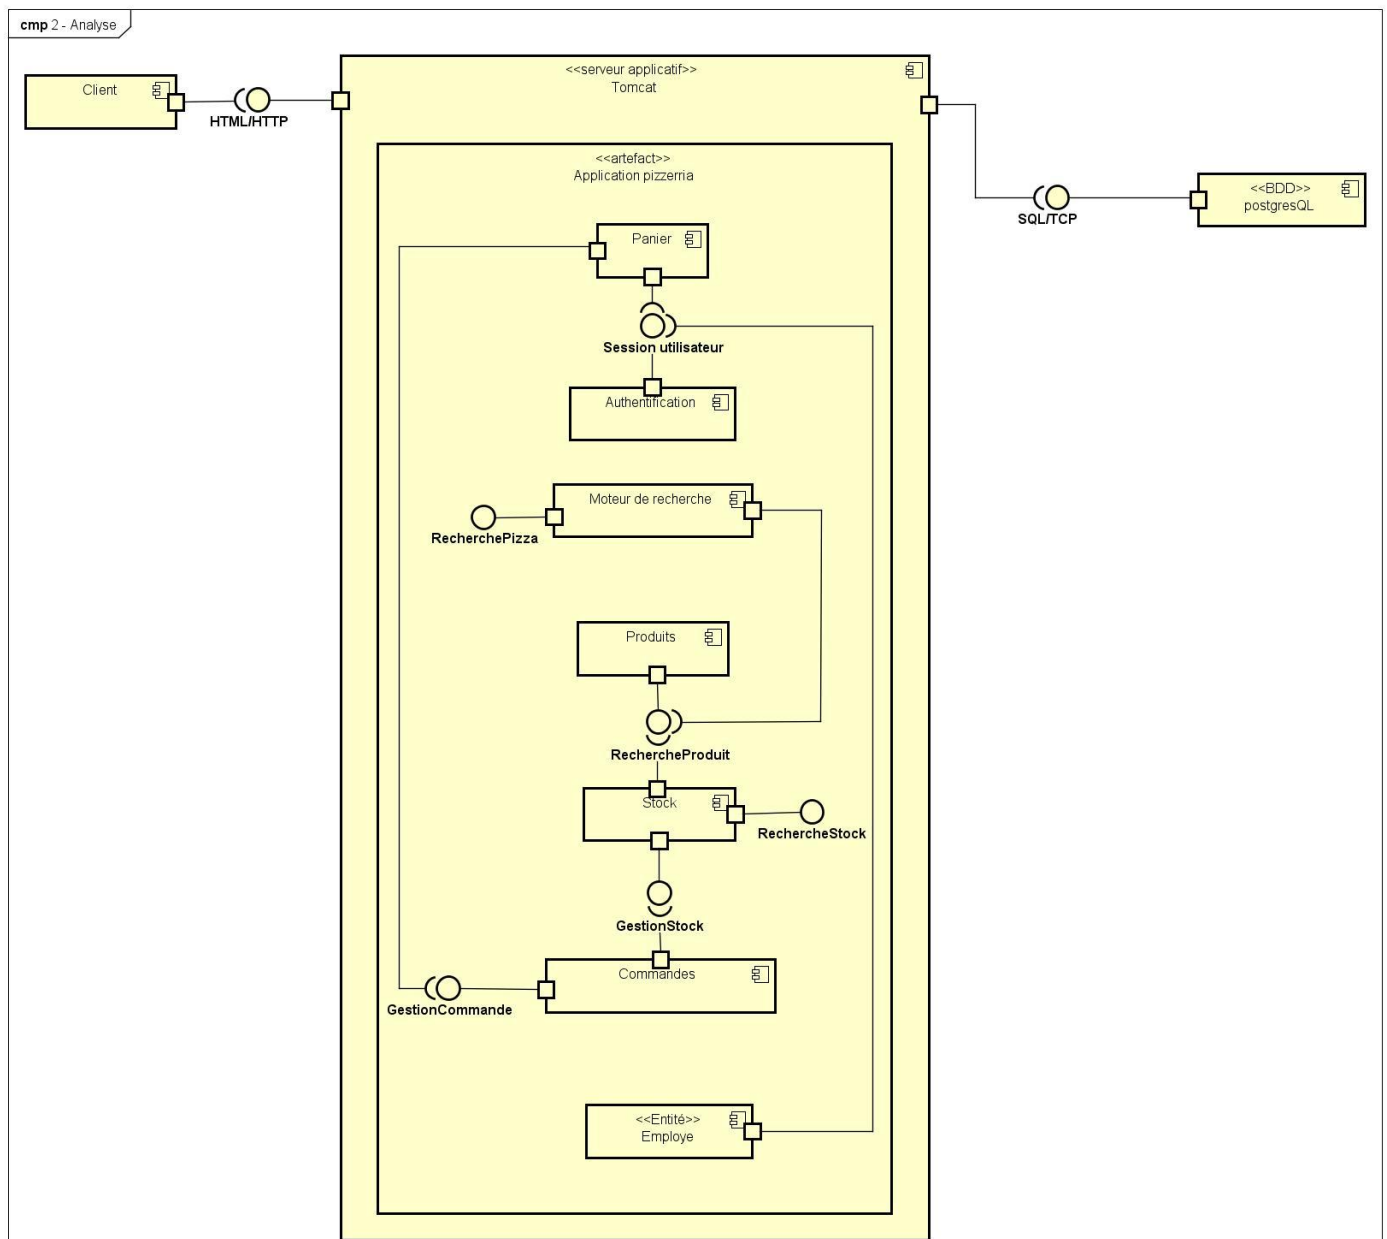 cmp 2 - Analyse
<<serveur applicatif>>
Tomcat
Client
HTML/HTTP
<<artefact>>
Application pizzerria
<<BDD>>
postgresQL
SQL/TCP
Panier
Session utilisateur
Authentification
Moteur de recherche
RecherchePizza
Produits
RechercheProduit
Stock
RechercheStock
GestionStock
Commandes
GestionCommande
<<Entité>>
Employe